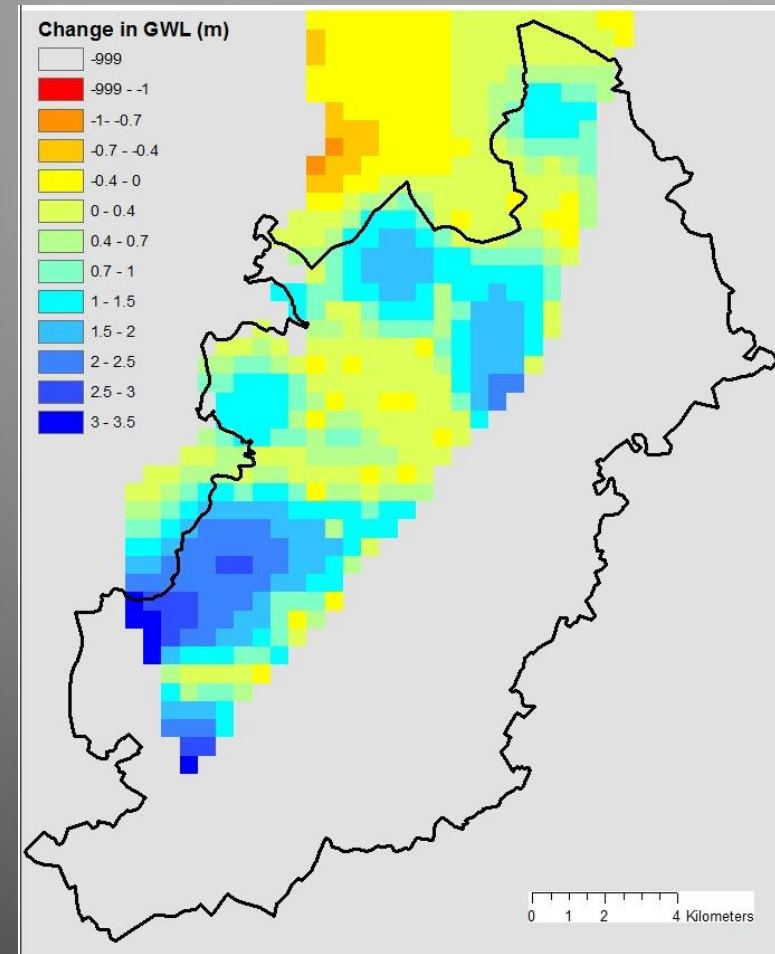 Change in GWL (m)
-999
-999 - -1
-1- -0.7
-0.7 - -0.4
-0.4 - 0
0 - 0.4
0.4 - 0.7
0.7 - 1
1 - 1.5
1.5 - 2
2 - 2.5
2.5 - 3
3 - 3.5
0 1 2 4 Kilometers